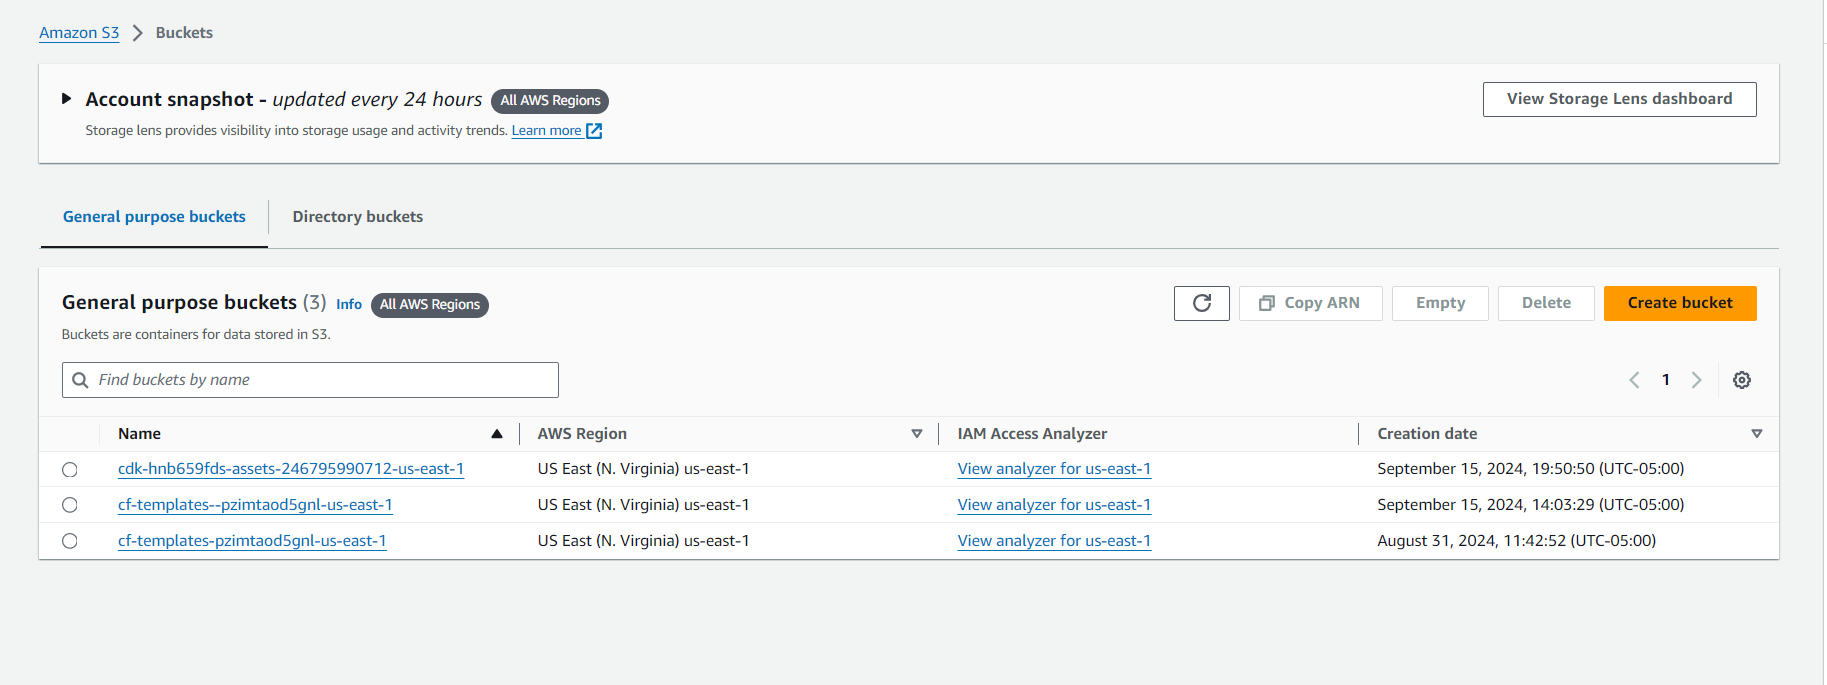 Amazon S3 > Buckets
Account snapshot - updated every 24 hours All AWS Regions
View Storage Lens dashboard
Storage lens provides visibility into storage usage and activity trends. Learn more
General purpose buckets Directory buckets
General purpose buckets (3) Info All AWS Regions
Copy ARN Empty Delete Create bucket
Buckets are containers for data stored in S3.
Find buckets by name
1
Name AWS Region IAM Access Analyzer Creation date
cdk-hnb659fds-assets-246795990712-us-east-1 US East (N. Virginia) us-east-1 View analyzer for us-east-1 September 15, 2024, 19:50:50 (UTC-05:00)
cf-templates--pzimtaod5gnl-us-east-1 US East (N. Virginia) us-east-1 View analyzer for us-east-1 September 15, 2024, 14:03:29 (UTC-05:00)
cf-templates-pzimtaod5gnl-us-east-1 US East (N. Virginia) us-east-1 View analyzer for us-east-1 August 31, 2024, 11:42:52 (UTC-05:00)